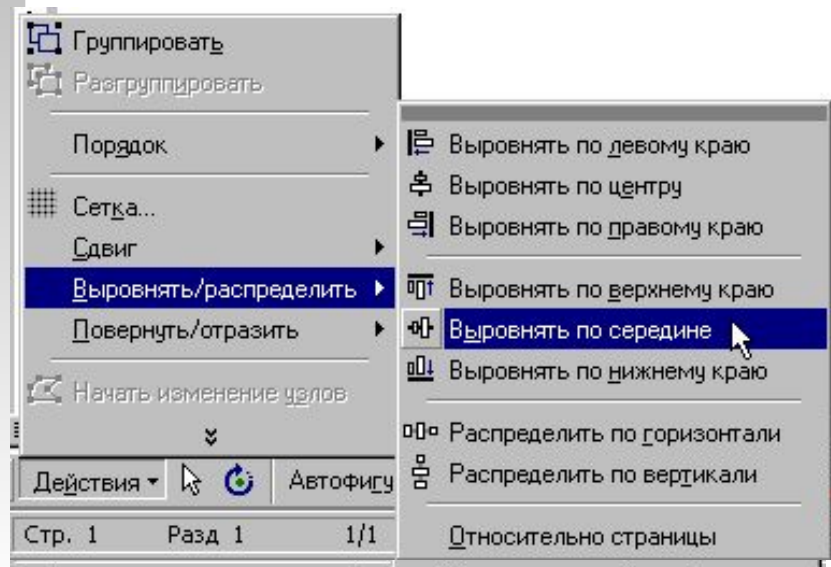 Группировать
Разгруппировать
Порядок
Сетка...
Сдвиг
Выровнять/распределить
Повернуть/отразить
Начать изменение узлов
Действия
Автофигу
Стр. 1 Разд 1 1/1
Выровнять по левому краю
Выровнять по центру
Выровнять по правому краю
Выровнять по верхнему краю
Выровнять по середине
Выровнять по нижнему краю
Распределить по горизонтали
Распределить по вертикали
Относительно страницы